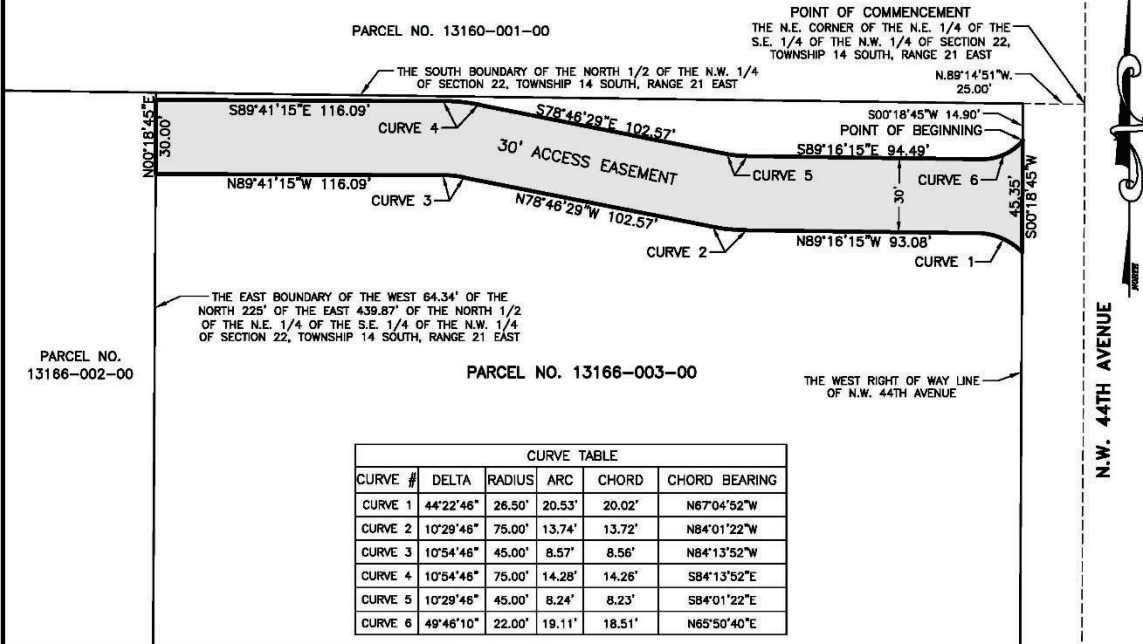 PARCEL NO. 13160-001-00
POINT OF COMMENCEMENT
THE N.E. CORNER OF THE N.E. 1/4 OF THE
S.E. 1/4 OF THE N.W. 1/4 OF SECTION 22,
TOWNSHIP 14 SOUTH, RANGE 21 EAST
THE SOUTH BOUNDARY OF THE NORTH 1/2 OF THE N.W. 1/4
OF SECTION 22, TOWNSHIP 14 SOUTH, RANGE 21 EAST
N.89°14'51"W.
25.00'
S00°18'45"W 14.90'
POINT OF BEGINNING
N00°18'45"E
30.00'
S89°41'15"E 116.09'
CURVE 4
S78°46'29"E 102.57'
30' ACCESS EASEMENT
S89°16'15"E 94.49'
CURVE 5
CURVE 6
30'
45.35'
S00°18'45"W
N89°41'15"W 116.09'
CURVE 3
N78°46'29"W 102.57'
CURVE 2
N89°16'15"W 93.08'
CURVE 1
NORTH
THE EAST BOUNDARY OF THE WEST 64.34' OF THE
NORTH 225' OF THE EAST 439.87' OF THE NORTH 1/2
OF THE N.E. 1/4 OF THE S.E. 1/4 OF THE N.W. 1/4
OF SECTION 22, TOWNSHIP 14 SOUTH, RANGE 21 EAST
PARCEL NO.
13166-002-00
PARCEL NO. 13166-003-00
THE WEST RIGHT OF WAY LINE
OF N.W. 44TH AVENUE
N.W. 44TH AVENUE
CURVE TABLE
CURVE # DELTA RADIUS ARC CHORD CHORD BEARING
CURVE 1 44°22'46" 26.50' 20.53' 20.02' N67°04'52"W
CURVE 2 10°29'46" 75.00' 13.74' 13.72' N84°01'22"W
CURVE 3 10°54'46" 45.00' 8.57' 8.56' N84°13'52"W
CURVE 4 10°54'46" 75.00' 14.28' 14.26' S84°13'52"E
CURVE 5 10°29'46" 45.00' 8.24' 8.23' S84°01'22"E
CURVE 6 49°46'10" 22.00' 19.11' 18.51' N65°50'40"E